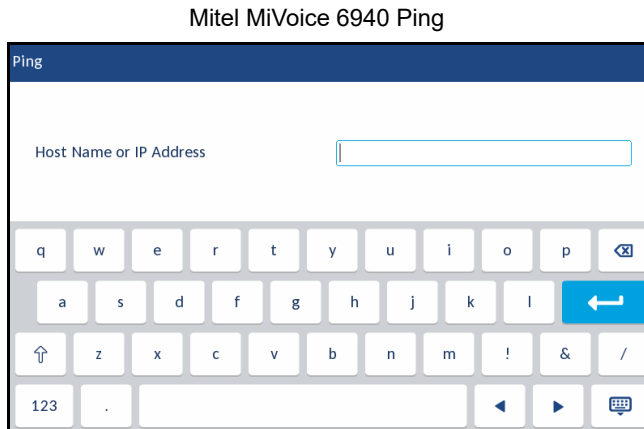 Mitel MiVoice 6940 Ping
Ping
Host Name or IP Address
q w e r t y u i o p
a s d f g h j k l
z x c v b n m ! & /
123 .